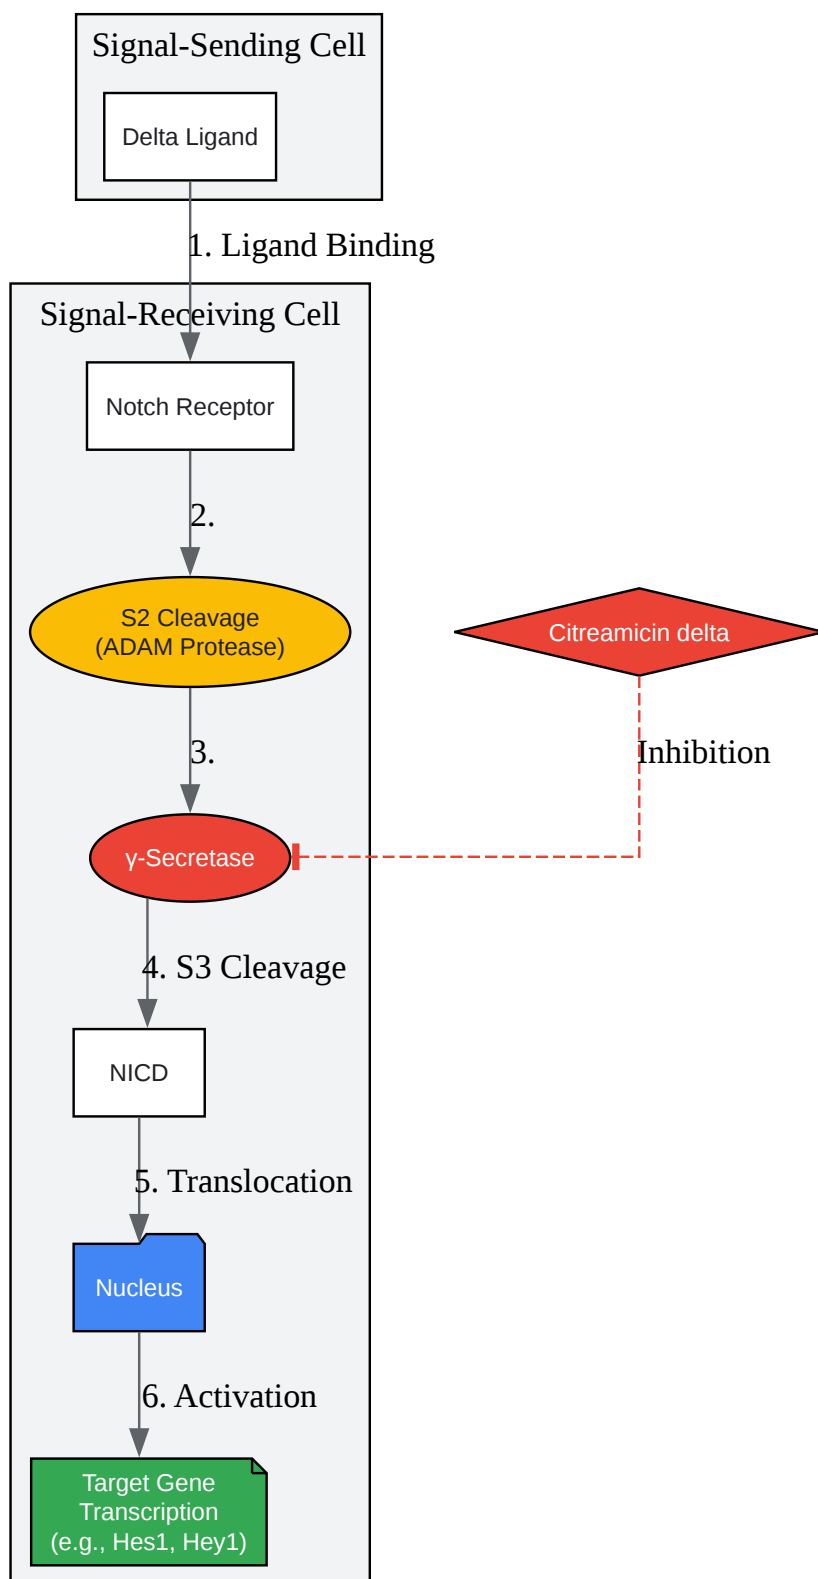 Signal-Sending Cell
Delta Ligand
1. Ligand Binding
Signal-Receiving Cell
Notch Receptor
2.
S2 Cleavage
(ADAM Protease)
Citreamicin delta
3.
Inhibition
γ-Secretase
4. S3 Cleavage
NICD
5. Translocation
Nucleus
6. Activation
Target Gene
Transcription
(e.g., Hes1, Hey1)